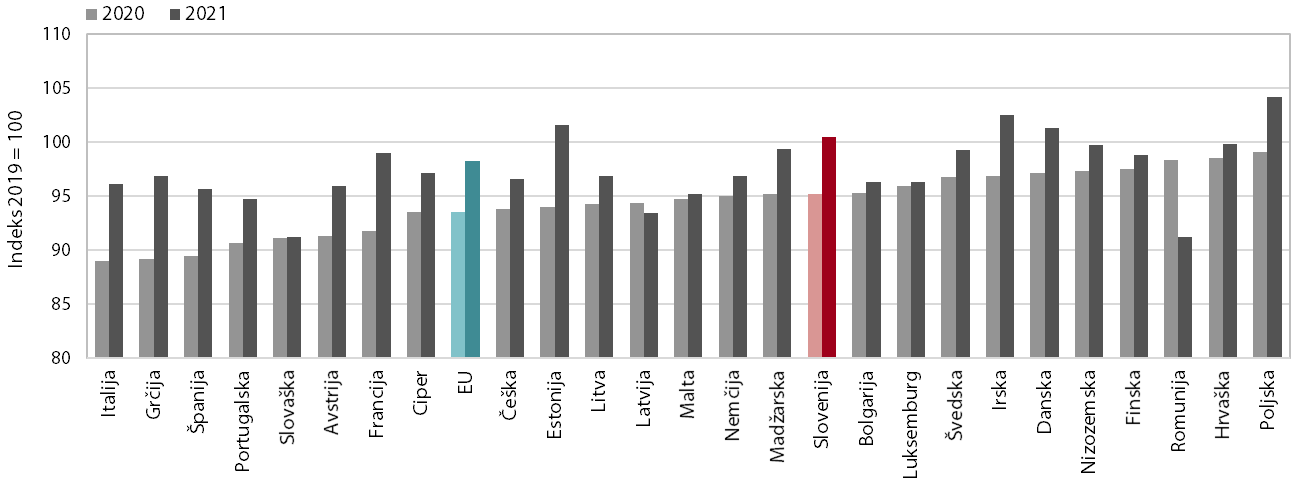 2020 2021
110
105
100
95
90
85
80
Indeks 2019 = 100
Italija
Grčija
Španija
Portugalska
Slovaška
Avstrija
Francija
Ciper
EU
Češka
Estonija
Litva
Latvija
Malta
Nemčija
Madžarska
Slovenija
Bolgarija
Luksemburg
Švedska
Irska
Danska
Nizozemska
Finska
Romunija
Hrvaška
Poljska